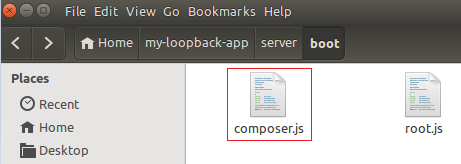 File Edit View Go Bookmarks Help
Home my-loopback-app server boot
Places
Recent
Home
Desktop
composer.js root.js